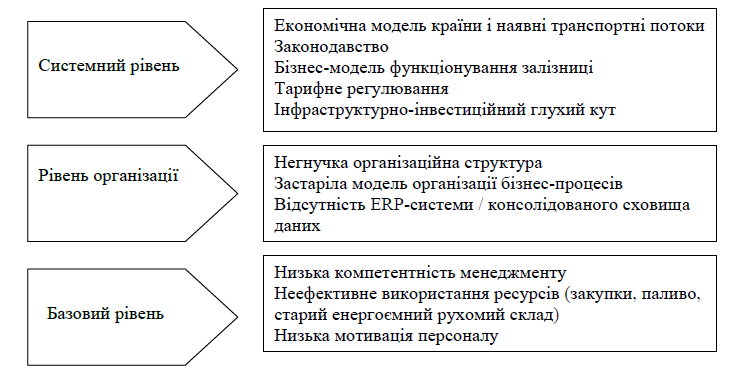 Системний рівень
Економічна модель країни і наявні транспортні потоки
Законодавство
Бізнес-модель функціонування залізниці
Тарифне регулювання
Інфраструктурно-інвестиційний глухий кут
Рівень організації
Негнучка організаційна структура
Застаріла модель організації бізнес-процесів
Відсутність ERP-системи / консолідованого сховища
даних
Базовий рівень
Низька компетентність менеджменту
Неефективне використання ресурсів (закупки, паливо,
старий енергоємний рухомий склад)
Низька мотивація персоналу